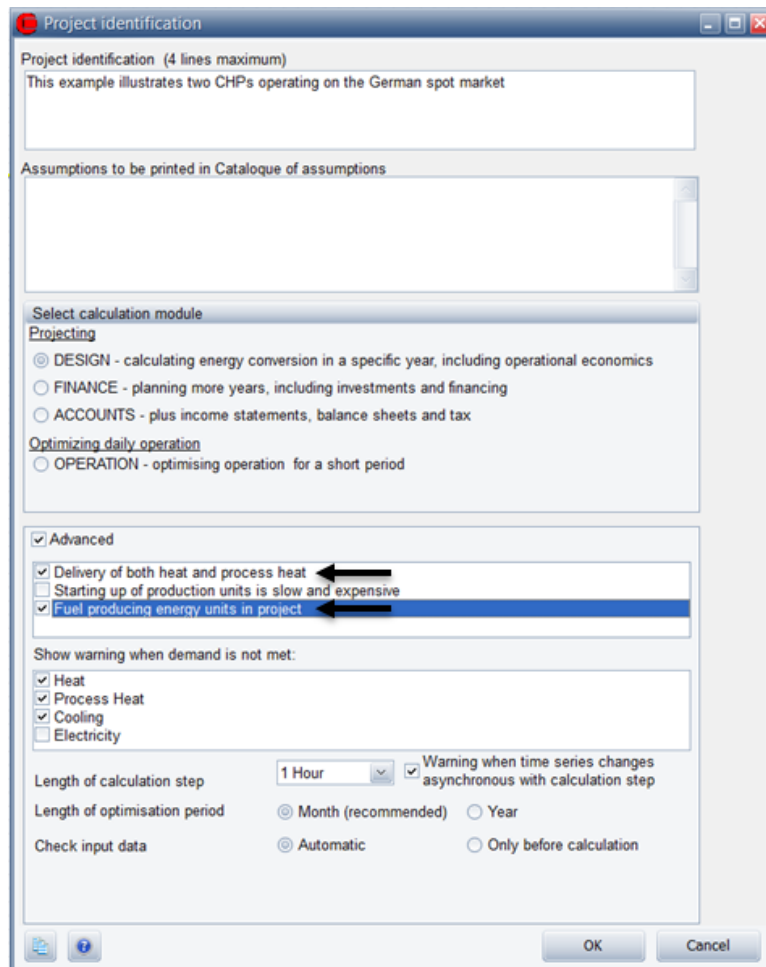 Project identification
Project identification (4 lines maximum)
This example illustrates two CHPs operating on the German spot market
Assumptions to be printed in Cataloque of assumptions
Select calculation module
Projecting
DESIGN - calculating energy conversion in a specific year, including operational economics
FINANCE - planning more years, including investments and financing
ACCOUNTS - plus income statements, balance sheets and tax
Optimizing daily operation
OPERATION - optimising operation for a short period
Advanced
Delivery of both heat and process heat
Starting up of production units is slow and expensive
Fuel producing energy units in project
Show warning when demand is not met:
Heat
Process Heat
Cooling
Electricity
Length of calculation step 1 Hour Warning when time series changes
asynchronous with calculation step
Length of optimisation period Month (recommended) Year
Check input data Automatic Only before calculation
OK Cancel